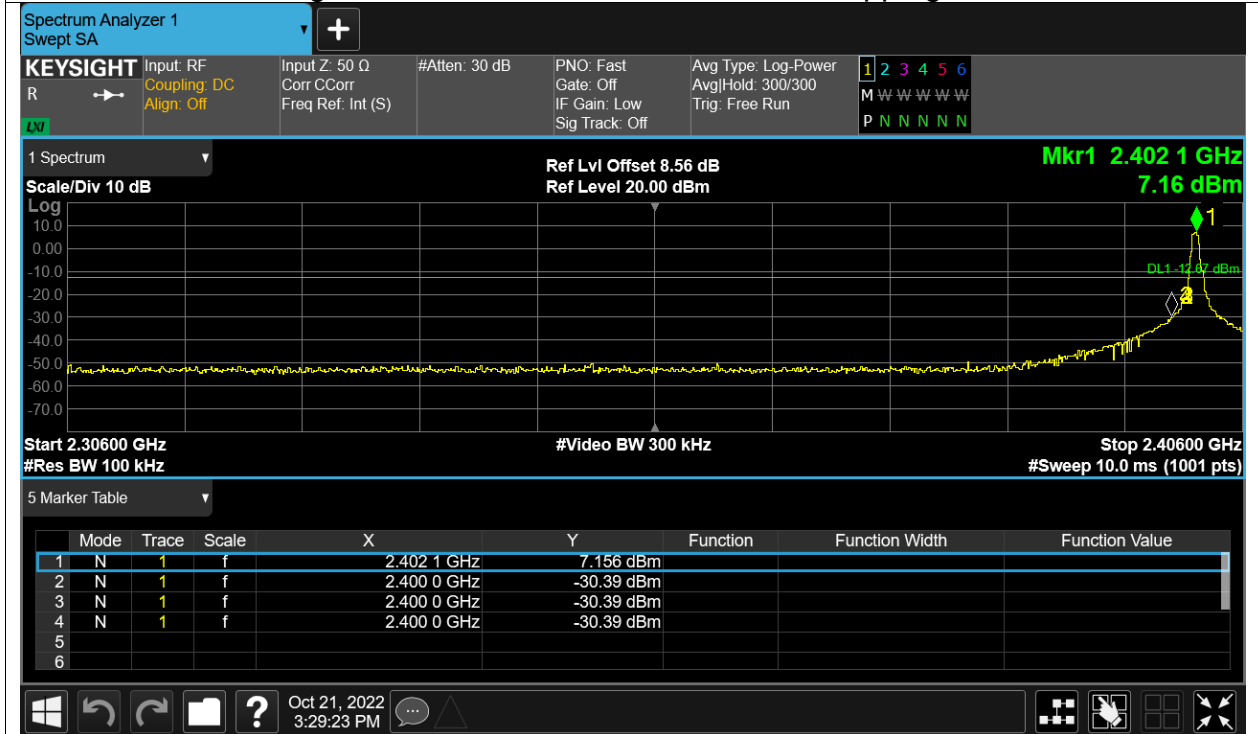 Spectrum Analyzer 1
Swept SA
KEYSIGHT
R
LXI
Input: RF
Coupling: DC
Align: Off
Input Z: 50 Ω
Corr CCorr
Freq Ref: Int (S)
#Atten: 30 dB
PNO: Fast
Gate: Off
IF Gain: Low
Sig Track: Off
Avg Type: Log-Power
Avg|Hold: 300/300
Trig: Free Run
1 2 3 4 5 6
M W W W W W
P N N N N N
1 Spectrum
Scale/Div 10 dB
Ref Lvl Offset 8.56 dB
Ref Level 20.00 dBm
Mkr1 2.402 1 GHz
7.16 dBm
Log
10.0
0.00
-10.0
-20.0
-30.0
-40.0
-50.0
-60.0
-70.0
1
DL1 -12.67 dBm
Start 2.30600 GHz
#Video BW 300 kHz
Stop 2.40600 GHz
#Res BW 100 kHz
#Sweep 10.0 ms (1001 pts)
5 Marker Table
Mode Trace Scale X Y Function Function Width Function Value
1 N 1 f 2.402 1 GHz 7.156 dBm
2 N 1 f 2.400 0 GHz -30.39 dBm
3 N 1 f 2.400 0 GHz -30.39 dBm
4 N 1 f 2.400 0 GHz -30.39 dBm
5
6
?
Oct 21, 2022
3:29:23 PM